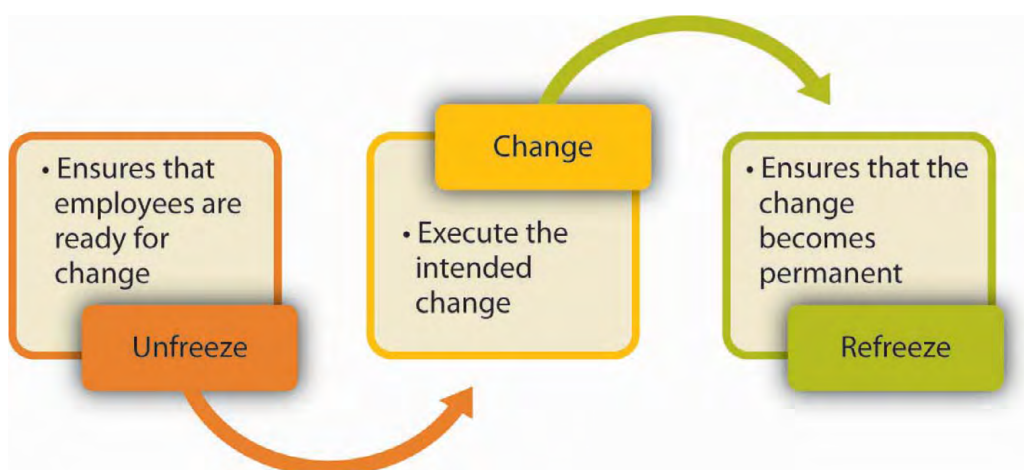 • Ensures that
employees are
ready for
change
Unfreeze
Change
• Execute the
intended
change
• Ensures that the
change
becomes
permanent
Refreeze